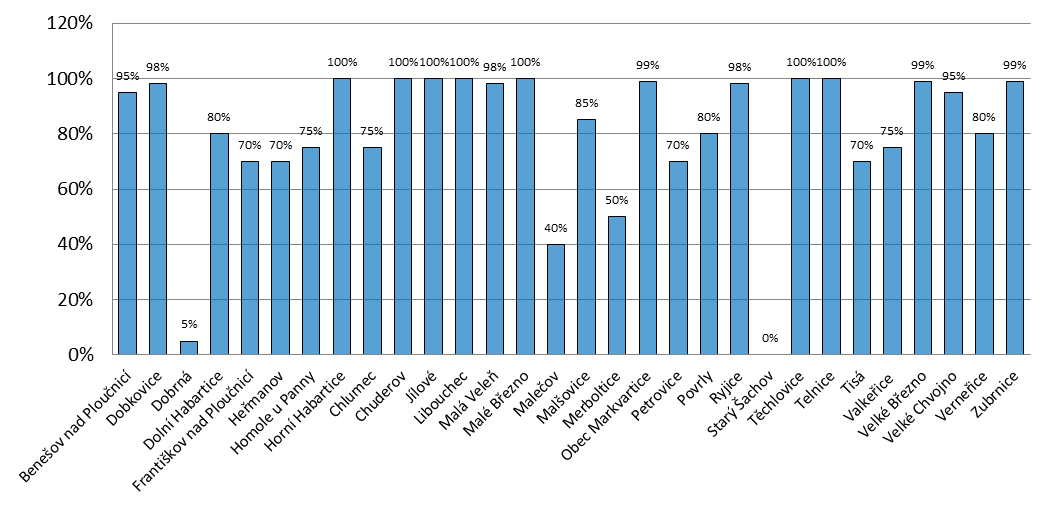 120%
100%
80%
60%
40%
20%
0%
95%
98%
5%
80%
70%
70%
75%
100%
75%
100%
100%
100%
98%
100%
40%
85%
50%
99%
70%
80%
98%
0%
100%
100%
70%
75%
99%
95%
80%
99%
Benešov nad Ploučnicí
Dobkovice
Dobrná
Dolní Habartice
Františkov nad Ploučnicí
Heřmanov
Homole u Panny
Horní Habartice
Chlumec
Chuderov
Jílové
Libouchec
Malá Veleň
Malé Březno
Malečov
Malšovice
Merboltice
Obec Markvartice
Petrovice
Povrly
Ryjice
Starý Šachov
Těchlovice
Telnice
Tisá
Valkeřice
Velké Březno
Velké Chvojno
Verneřice
Zubrnice